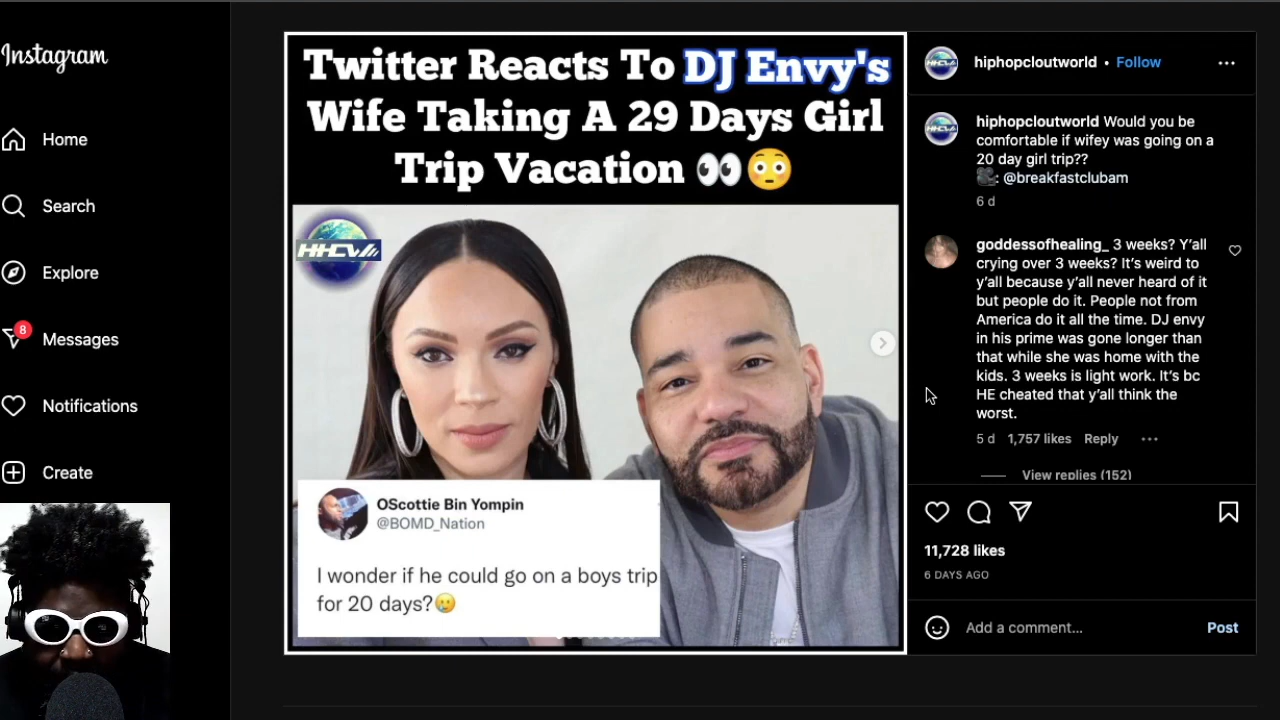 Instagram
Home
Search
Explore
8
Messages
Notifications
Create
Twitter Reacts To DJ Envy's
Wife Taking A 29 Days Girl
Trip Vacation 👀😳
HHCW
OScottie Bin Yompin
@BOMD_Nation
I wonder if he could go on a boys trip
for 20 days?🥲
hiphopcloutworld • Follow
hiphopcloutworld Would you be
comfortable if wifey was going on a
20 day girl trip??
🎥: @breakfastclubam
6 d
goddessofhealing_ 3 weeks? Y'all
crying over 3 weeks? It's weird to
y'all because y'all never heard of it
but people do it. People not from
America do it all the time. DJ envy
in his prime was gone longer than
that while she was home with the
kids. 3 weeks is light work. It's bc
HE cheated that y'all think the
worst.
5 d 1,757 likes Reply
View replies (152)
11,728 likes
6 DAYS AGO
Add a comment...
Post